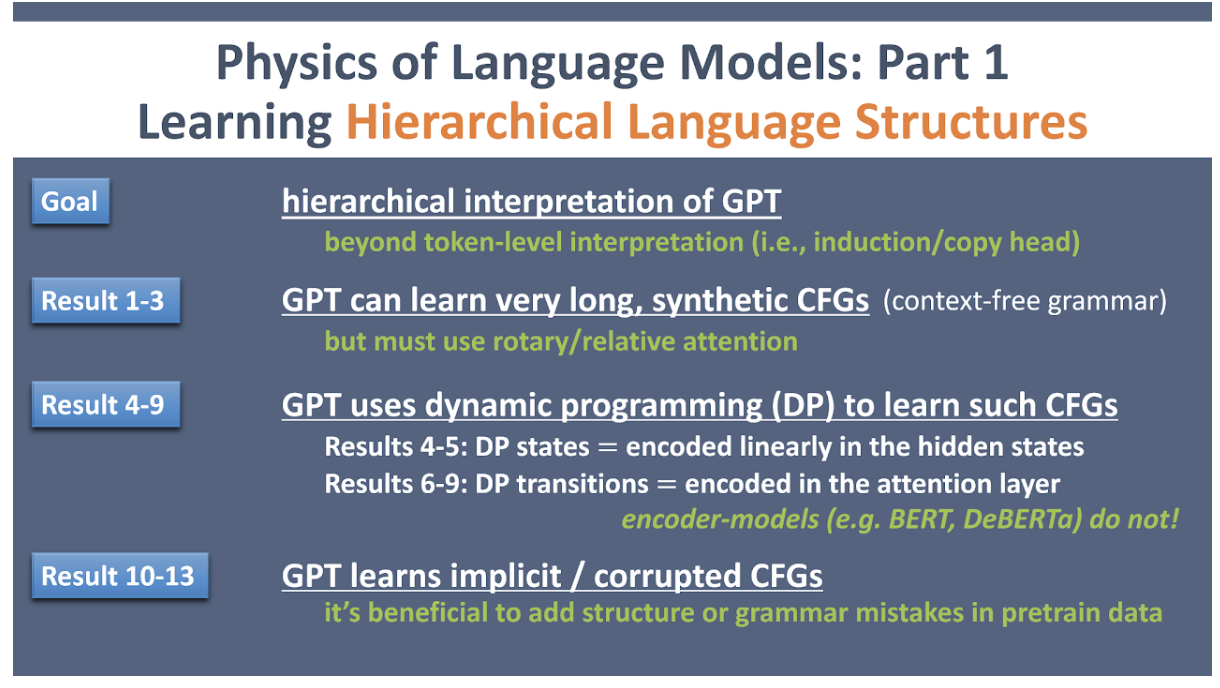 Physics of Language Models: Part 1
Learning Hierarchical Language Structures
Goal
hierarchical interpretation of GPT
beyond token-level interpretation (i.e., induction/copy head)
Result 1-3
GPT can learn very long, synthetic CFGs (context-free grammar)
but must use rotary/relative attention
Result 4-9
GPT uses dynamic programming (DP) to learn such CFGs
Results 4-5: DP states = encoded linearly in the hidden states
Results 6-9: DP transitions = encoded in the attention layer
encoder-models (e.g. BERT, DeBERTa) do not!
Result 10-13
GPT learns implicit / corrupted CFGs
it's beneficial to add structure or grammar mistakes in pretrain data